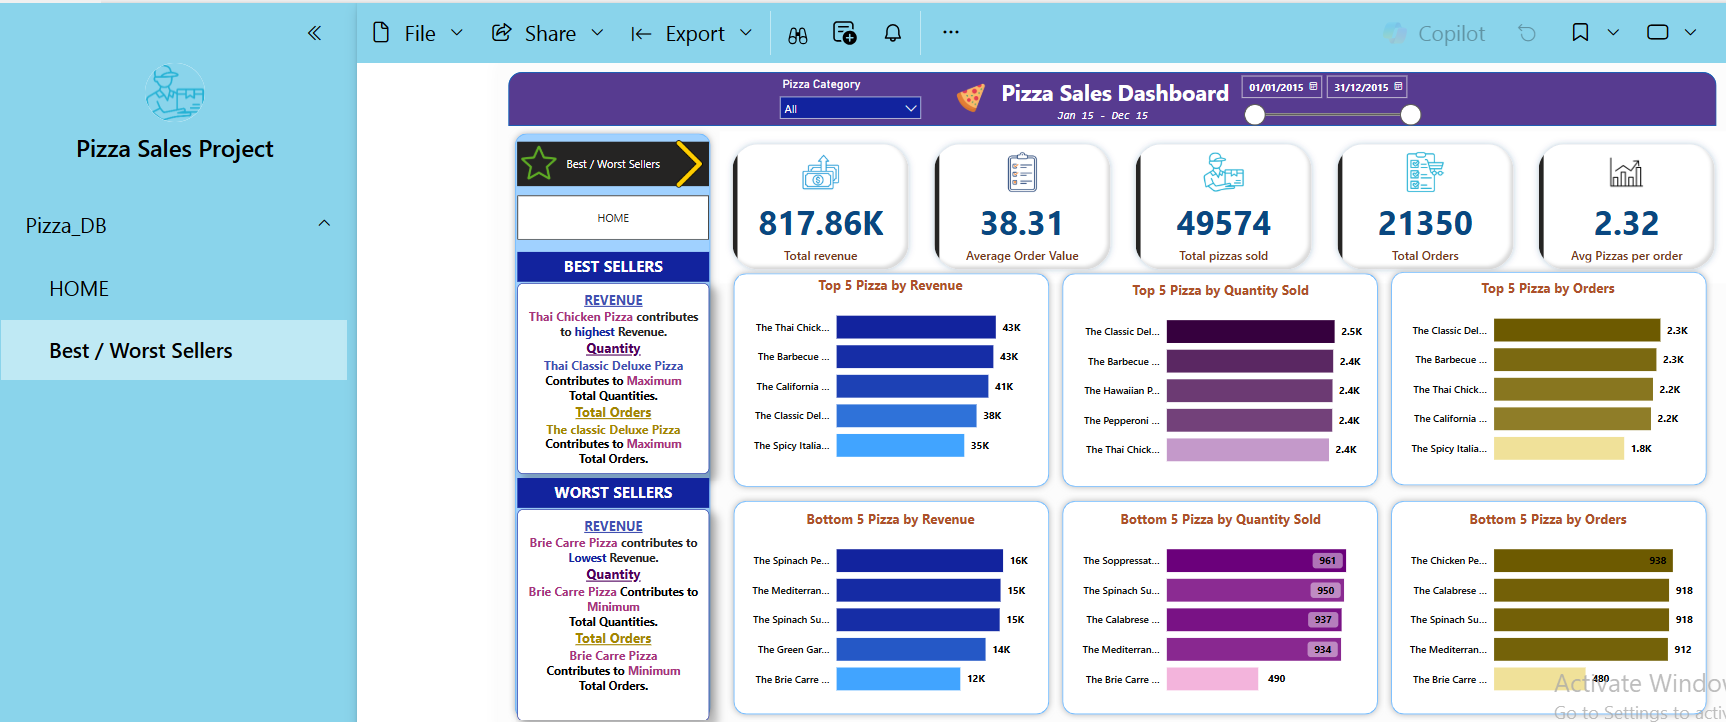 File
Share
Export
Copilot
Pizza Sales Project
Pizza_DB
HOME
Best / Worst Sellers
Pizza Category
All
Pizza Sales Dashboard
Jan 15 - Dec 15
01/01/2015
31/12/2015
Best / Worst Sellers
HOME
BEST SELLERS
REVENUE
Thai Chicken Pizza contributes
to highest Revenue.
Quantity
Thai Classic Deluxe Pizza
Contributes to Maximum
Total Quantities.
Total Orders
The classic Deluxe Pizza
Contributes to Maximum
Total Orders.
WORST SELLERS
REVENUE
Brie Carre Pizza contributes to
Lowest Revenue.
Quantity
Brie Carre Pizza Contributes to
Minimum
Total Quantities.
Total Orders
Brie Carre Pizza
Contributes to Minimum
Total Orders.
817.86K
Total revenue
38.31
Average Order Value
49574
Total pizzas sold
21350
Total Orders
2.32
Avg Pizzas per order
Top 5 Pizza by Revenue
The Thai Chick... 43K
The Barbecue ... 43K
The California ... 41K
The Classic Del... 38K
The Spicy Italia... 35K
Top 5 Pizza by Quantity Sold
The Classic Del... 2.5K
The Barbecue ... 2.4K
The Hawaiian P... 2.4K
The Pepperoni ... 2.4K
The Thai Chick... 2.4K
Top 5 Pizza by Orders
The Classic Del... 2.3K
The Barbecue ... 2.3K
The Thai Chick... 2.2K
The California ... 2.2K
The Spicy Italia... 1.8K
Bottom 5 Pizza by Revenue
The Spinach Pe... 16K
The Mediterran... 15K
The Spinach Su... 15K
The Green Gar... 14K
The Brie Carre ... 12K
Bottom 5 Pizza by Quantity Sold
The Soppressat... 961
The Spinach Su... 950
The Calabrese ... 937
The Mediterran... 934
The Brie Carre ... 490
Bottom 5 Pizza by Orders
The Chicken Pe... 938
The Calabrese ... 918
The Spinach Su... 918
The Mediterran... 912
The Brie Carre ... 480
Activate Window
Go to Settings to activ